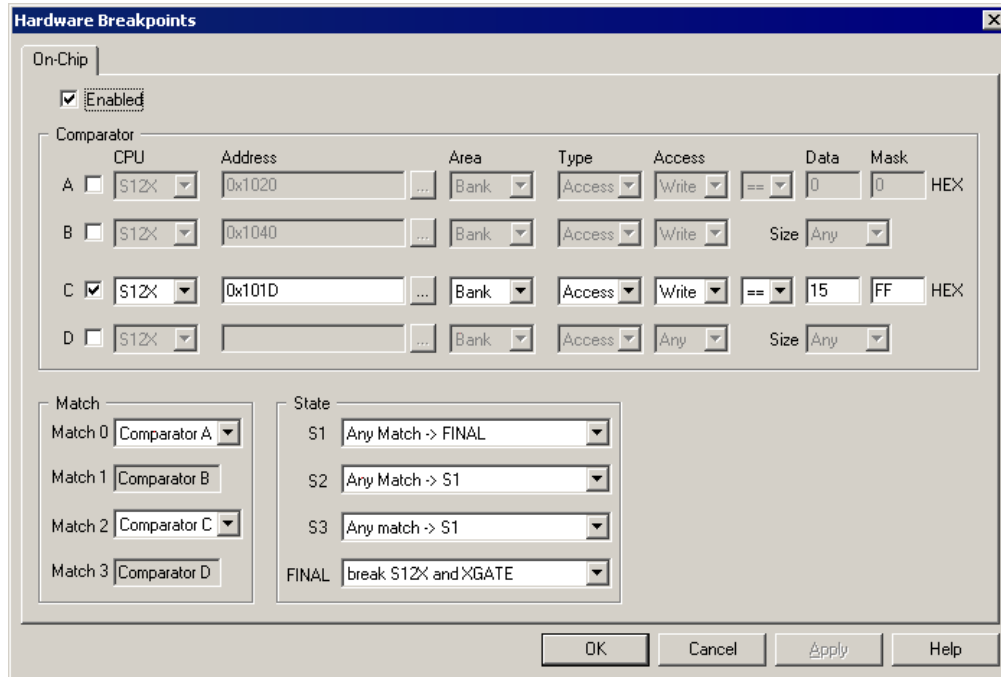 Hardware Breakpoints
On-Chip
Enabled
Comparator
CPU Address Area Type Access Data Mask
A S12X 0x1020 ... Bank Access Write == 0 0 HEX
B S12X 0x1040 ... Bank Access Write Size Any
C S12X 0x101D ... Bank Access Write == 15 FF HEX
D S12X ... Bank Access Any Size Any
Match State
Match 0 Comparator A S1 Any Match -> FINAL
Match 1 Comparator B S2 Any Match -> S1
Match 2 Comparator C S3 Any match -> S1
Match 3 Comparator D FINAL break S12X and XGATE
OK Cancel Apply Help